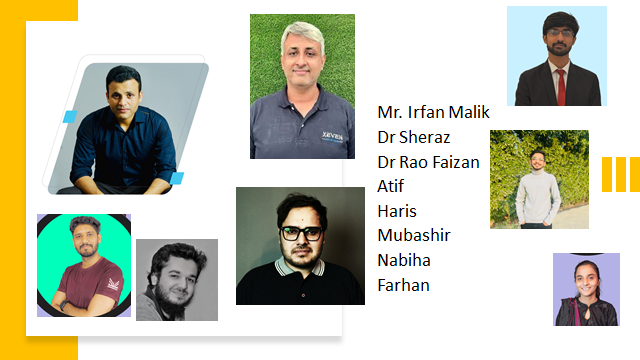 XEVEN
Mr. Irfan Malik
Dr Sheraz
Dr Rao Faizan
Atif
Haris
Mubashir
Nabiha
Farhan